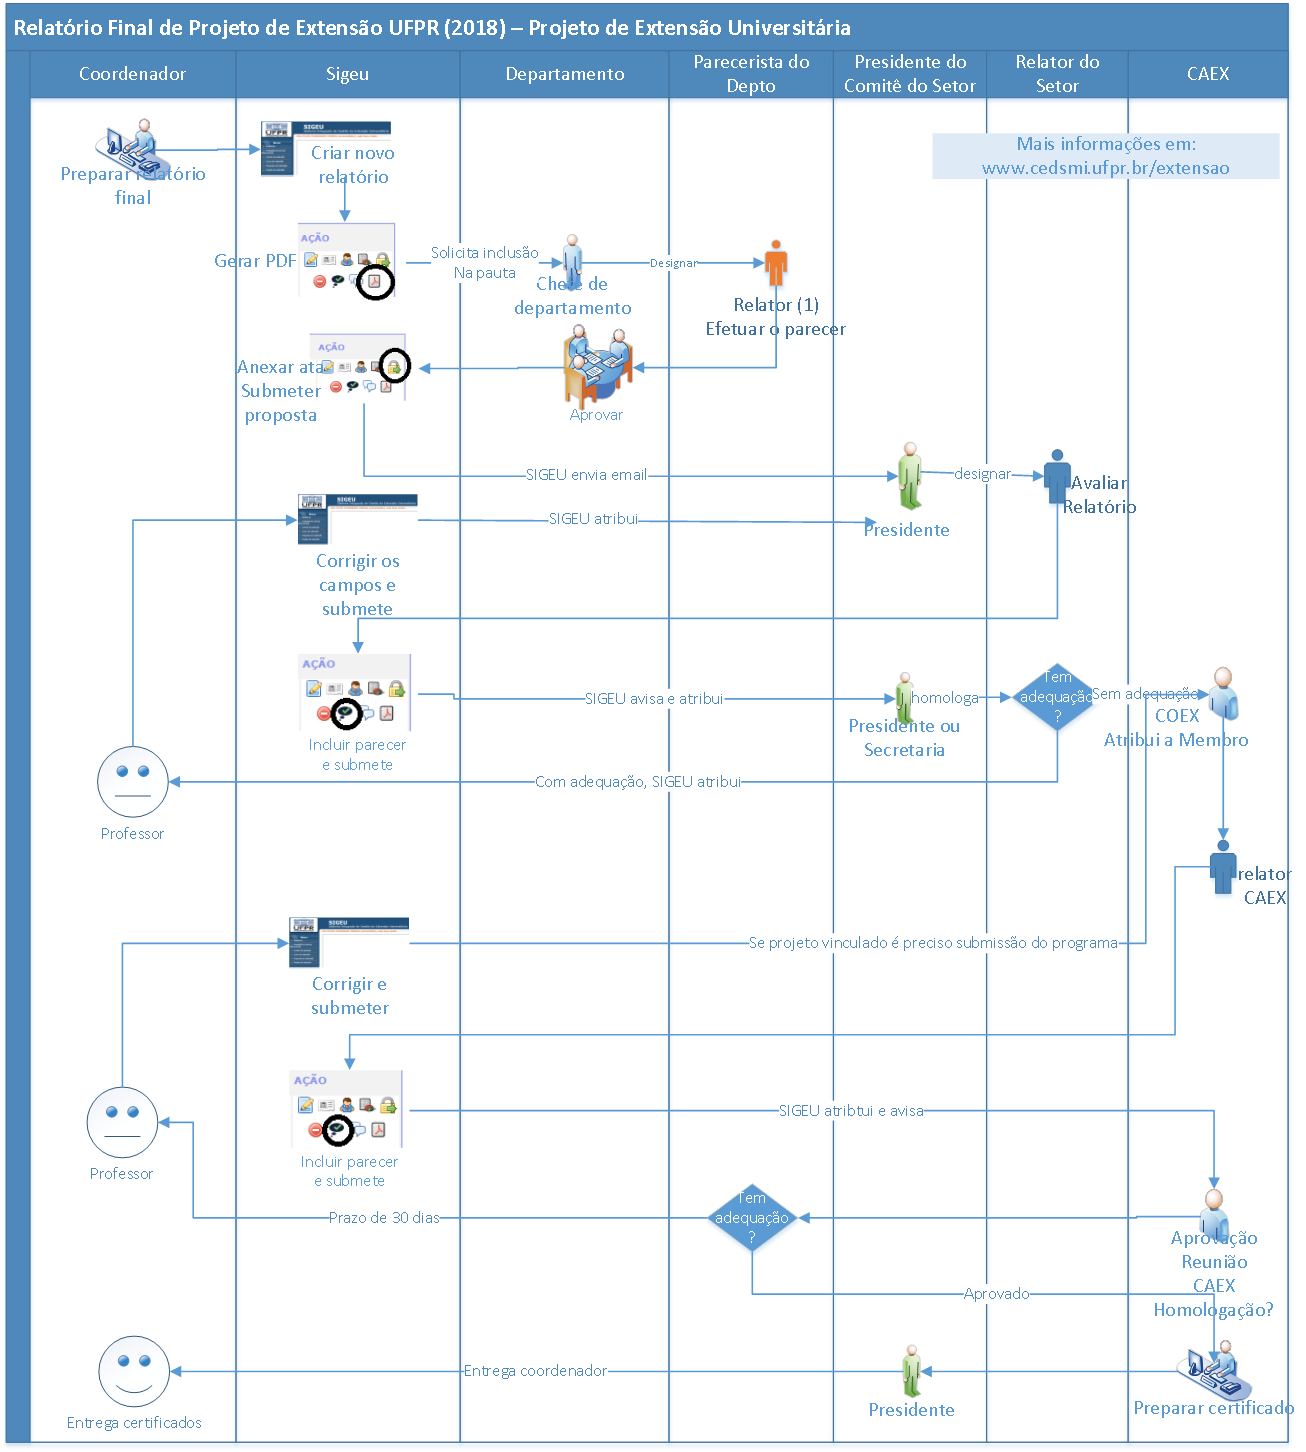 Relatório Final de Projeto de Extensão UFPR (2018) – Projeto de Extensão Universitária
Coordenador
Sigeu
Departamento
Parecerista do
Depto
Presidente do
Comitê do Setor
Relator do
Setor
CAEX
Mais informações em:
www.cedsmi.ufpr.br/extensao
Preparar relatório
final
UFPR
SIGEU
Criar novo
relatório
AÇÃO
Gerar PDF
Solicita inclusão
Na pauta
Chefe de
departamento
Designar
Relator (1)
Efetuar o parecer
AÇÃO
Anexar ata
Submeter
proposta
Aprovar
SIGEU envia email
designar
Avaliar
Relatório
Presidente
UFPR
SIGEU
SIGEU atribui
Corrigir os
campos e
submete
AÇÃO
Incluir parecer
e submete
SIGEU avisa e atribui
homologa
Presidente ou
Secretaria
Tem
adequação
?
Sem adequação
COEX
Atribui a Membro
Com adequação, SIGEU atribui
Professor
relator
CAEX
UFPR
SIGEU
Se projeto vinculado é preciso submissão do programa
Corrigir e
submeter
AÇÃO
Incluir parecer
e submete
SIGEU atribtui e avisa
Professor
Tem
adequação
?
Prazo de 30 dias
Aprovação
Reunião
CAEX
Homologação?
Aprovado
Entrega coordenador
Presidente
Preparar certificado
Entrega certificados